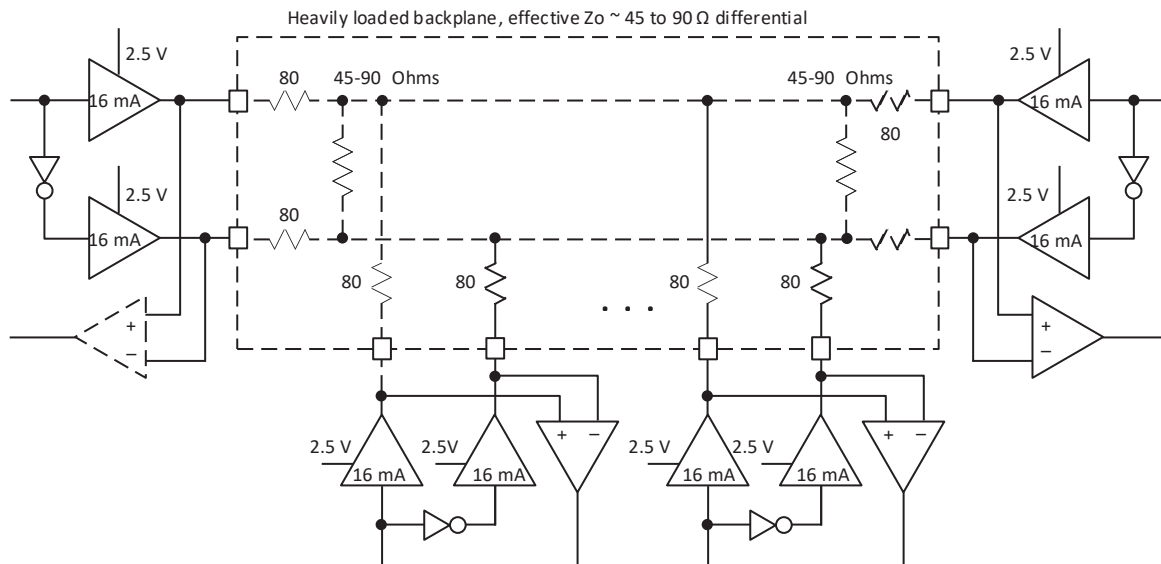 Heavily loaded backplane, effective Zo ~ 45 to 90 Ω differential
2.5 V
80
45-90 Ohms
45-90 Ohms
2.5 V
16 mA
16 mA
80
2.5 V
80
2.5 V
16 mA
16 mA
80
80
80
80
. . .
+
−
+
−
2.5 V
2.5 V
+ −
2.5 V
2.5 V
+ −
16 mA
16 mA
16 mA
16 mA